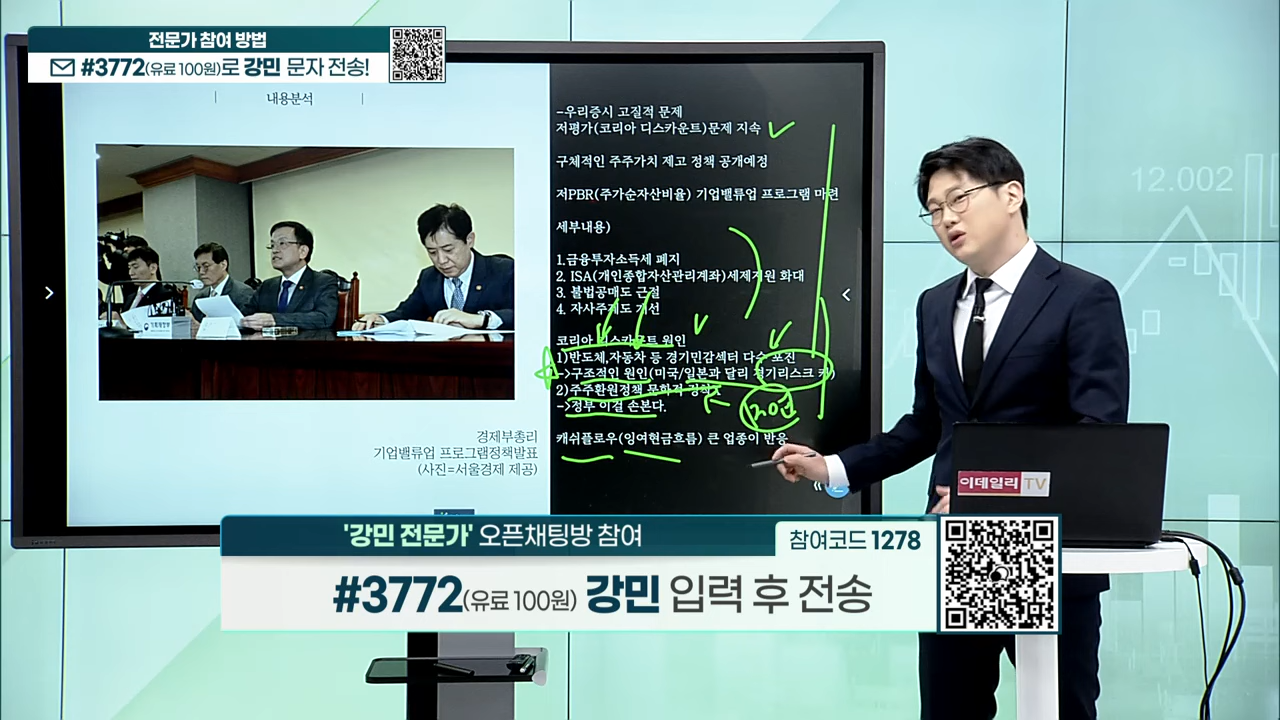 전문가 참여 방법
#3772(유료 100원)로 강민 문자 전송!
내용분석
-우리증시 고질적 문제
저평가(코리아 디스카운트)문제 지속
구체적인 주주가치 제고 정책 공개예정
저PBR(주가순자산비율) 기업밸류업 프로그램 마련
세부내용)
1.금융투자소득세 폐지
2. ISA(개인종합자산관리계좌)세제지원 확대
3. 불법공매도 근절
4. 자사주제도 개선
코리아 디스카운트 원인
1)반도체,자동차 등 경기민감섹터 다수 포진
->구조적인 원인(미국/일본과 달리 경기리스크 커)
2)주주환원정책 문화적
->정부 이걸 손본다.
20년
캐쉬플로우(잉여현금흐름) 큰 업종이 반응
경제부총리
기업밸류업 프로그램정책발표
(사진=서울경제 제공)
12.002
이데일리TV
'강민 전문가' 오픈채팅방 참여
참여코드 1278
#3772(유료 100원) 강민 입력 후 전송